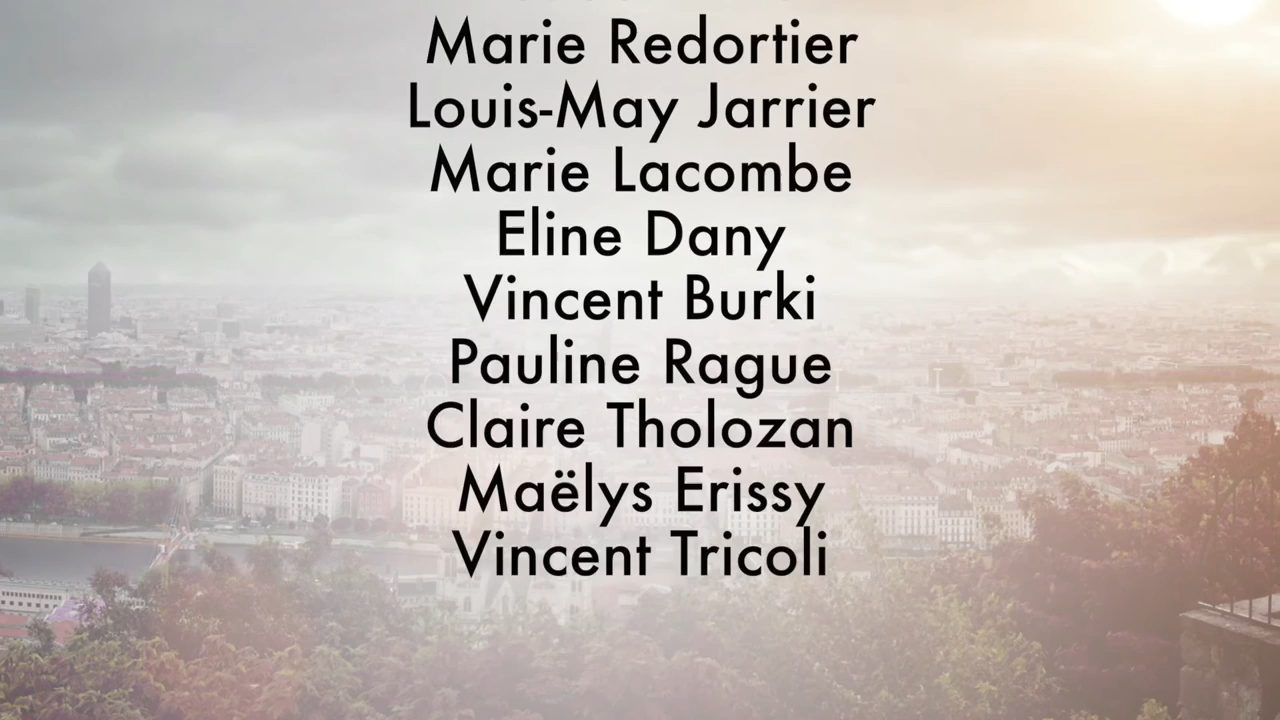 Marie Redortier
Louis-May Jarrier
Marie Lacombe
Eline Dany
Vincent Burki
Pauline Rague
Claire Tholozan
Maëlys Erissy
Vincent Tricoli